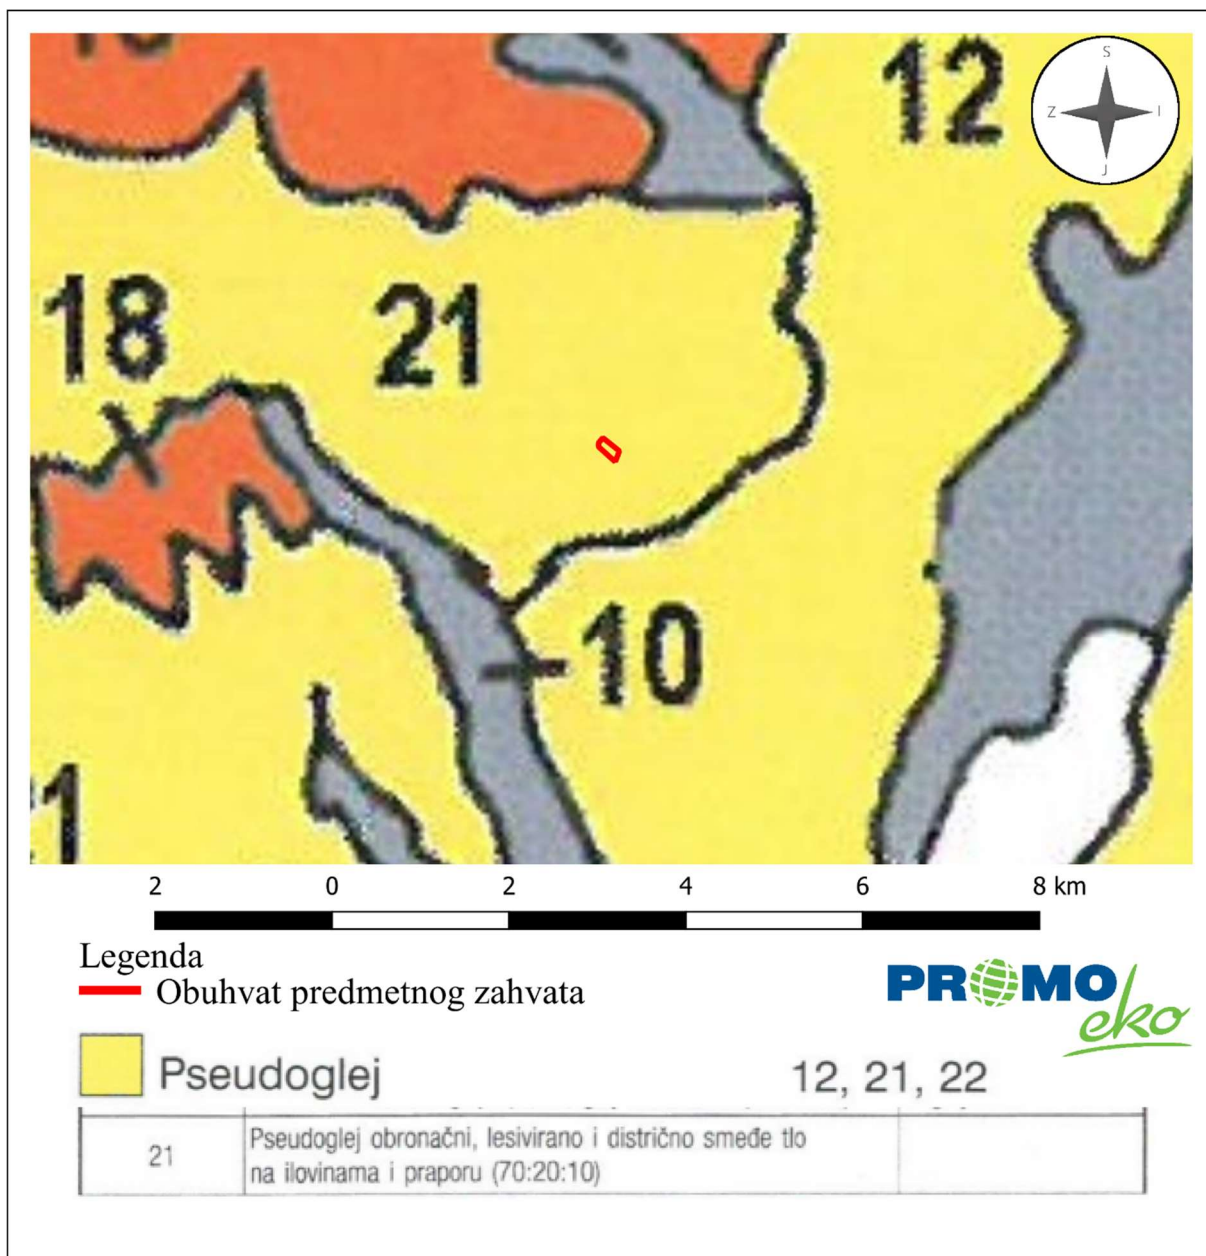 12
S
Z
I
J
18
21
10
1
2 0 2 4 6 8 km
Legenda
Obuhvat predmetnog zahvata
PROMO
eko
Pseudoglej 12, 21, 22
21 Pseudoglej obronačni, lesivirano i distrično smeđe tlo
na ilovinama i praporu (70:20:10)